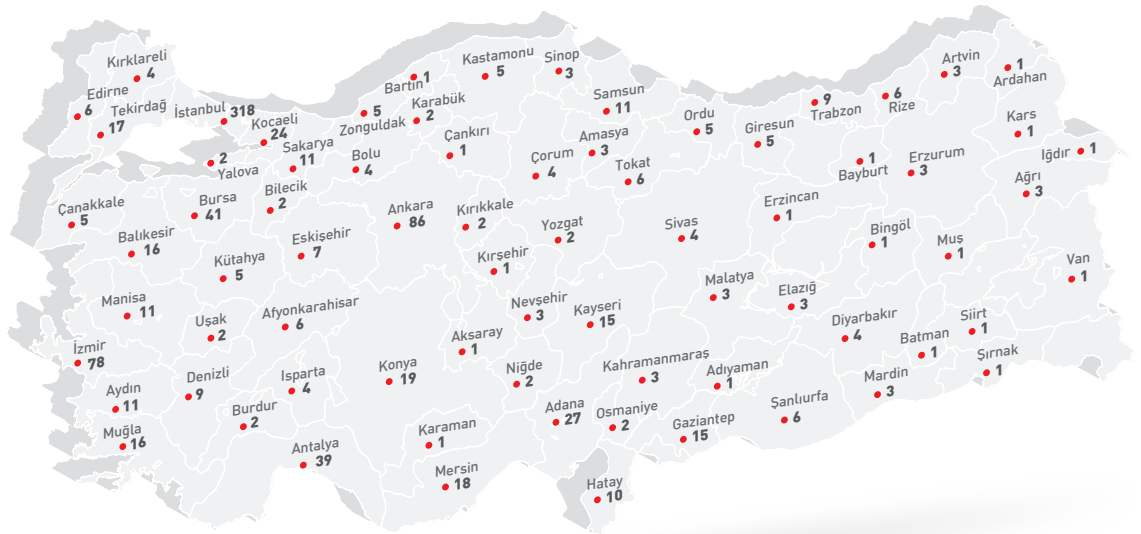 Kırklareli
4
Edirne
6
Tekirdağ
17
İstanbul 318
Kocaeli
24
Yalova
2
Sakarya
11
Bilecik
2
Bursa
41
Çanakkale
5
Balıkesir
16
Kütahya
5
Eskişehir
7
Manisa
11
Uşak
2
Afyonkarahisar
6
İzmir
78
Aydın
11
Denizli
9
Isparta
4
Burdur
2
Muğla
16
Antalya
39
Bartın
1
Zonguldak
5
Karabük
2
Kastamonu
5
Sinop
3
Bolu
4
Çankırı
1
Çorum
4
Amasya
3
Samsun
11
Tokat
6
Ordu
5
Giresun
5
Trabzon
9
Rize
6
Artvin
3
Ardahan
1
Kars
1
Iğdır
1
Ağrı
3
Erzurum
3
Bayburt
1
Erzincan
1
Ankara
86
Kırıkkale
2
Yozgat
2
Sivas
4
Kırşehir
1
Nevşehir
3
Kayseri
15
Aksaray
1
Niğde
2
Konya
19
Karaman
1
Mersin
18
Adana
27
Osmaniye
2
Kahramanmaraş
3
Gaziantep
15
Hatay
10
Adıyaman
1
Malatya
3
Elazığ
3
Bingöl
1
Muş
1
Van
1
Diyarbakır
4
Batman
1
Siirt
1
Şırnak
1
Mardin
3
Şanlıurfa
6